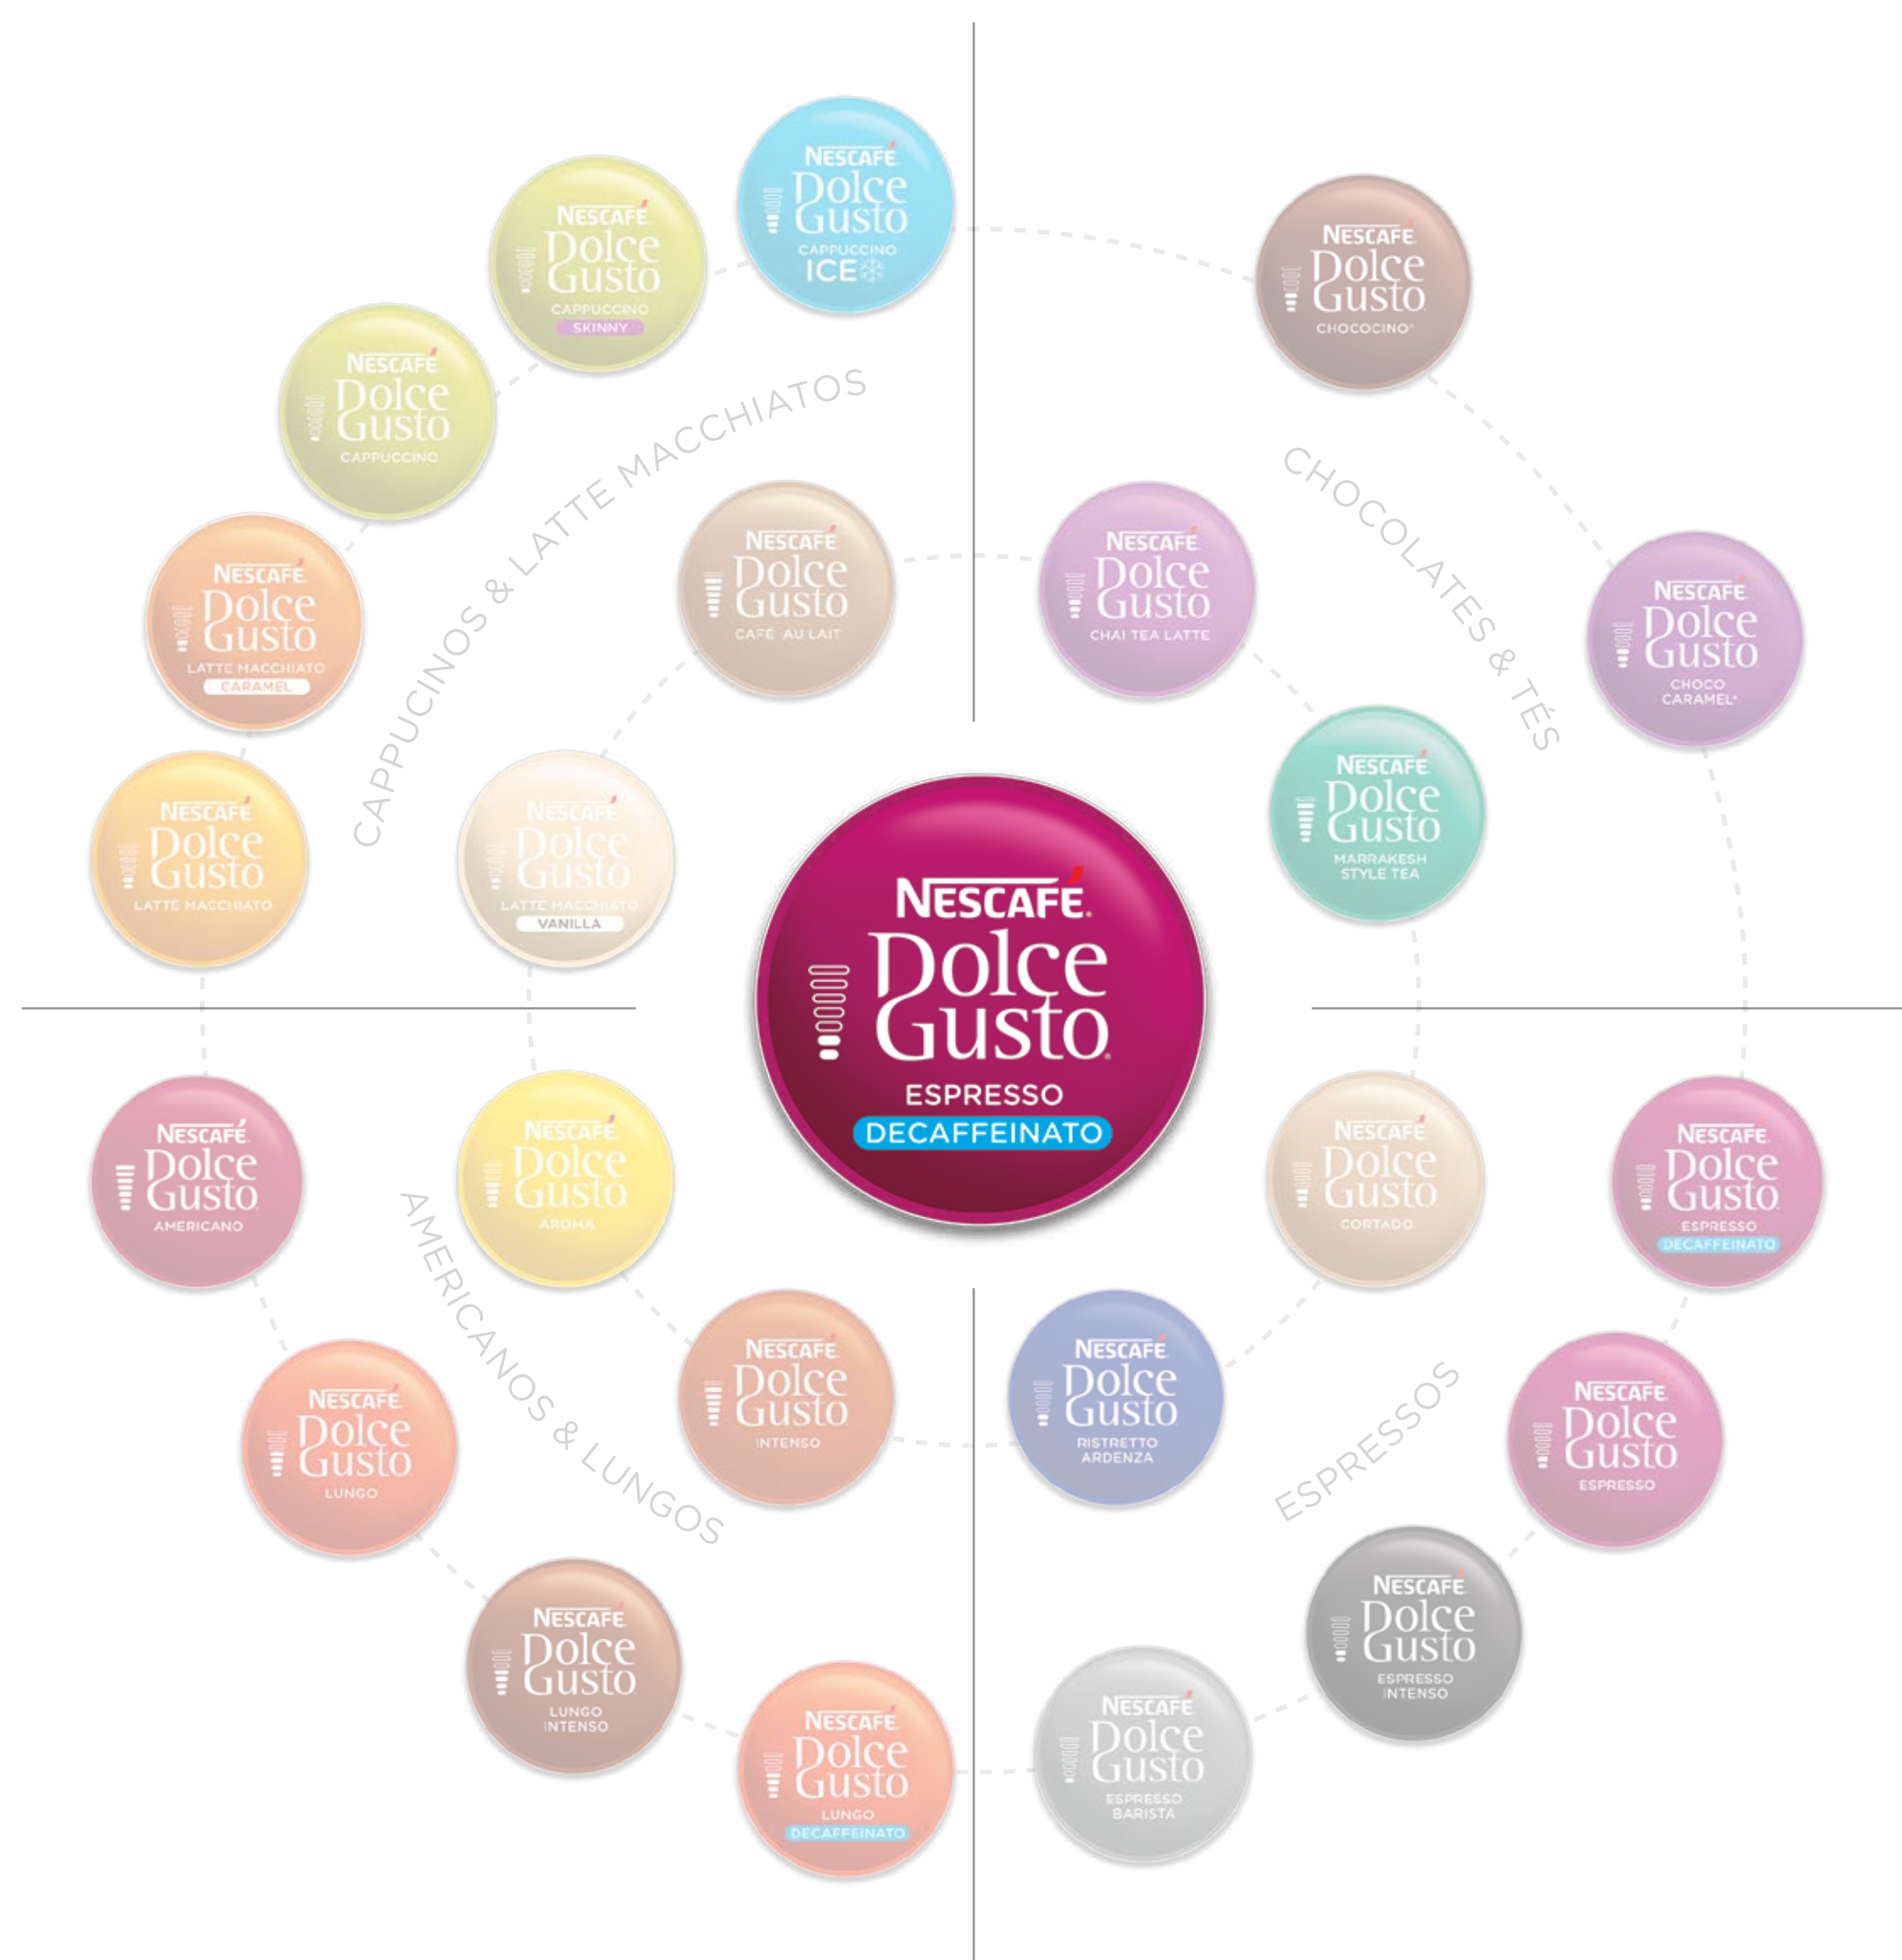 NESCAFÉ
Dolce
Gusto
CAPPUCCINO
ICE
NESCAFÉ
Dolce
Gusto
CAPPUCCINO
SKINNY
NESCAFÉ
Dolce
Gusto
CAPPUCCINO
NESCAFÉ
Dolce
Gusto
LATTE MACCHIATO
CARAMEL
NESCAFÉ
Dolce
Gusto
LATTE MACCHIATO
CAPPUCINOS & LATTE MACCHIATOS
NESCAFÉ
Dolce
Gusto
CAFÉ AU LAIT
NESCAFÉ
Dolce
Gusto
LATTE MACCHIATO
VANILLA
NESCAFÉ
Dolce
Gusto
CHOCOCINO*
CHOCOLATES & TÉS
NESCAFÉ
Dolce
Gusto
CHOCO
CARAMEL*
NESCAFÉ
Dolce
Gusto
CHAI TEA LATTE
NESCAFÉ
Dolce
Gusto
MARRAKESH
STYLE TEA
NESCAFÉ®
Dolce
Gusto®
ESPRESSO
DECAFFEINATO
NESCAFÉ
Dolce
Gusto
AMERICANO
NESCAFÉ
Dolce
Gusto
AROMA
AMERICANOS & LUNGOS
NESCAFÉ
Dolce
Gusto
LUNGO
NESCAFÉ
Dolce
Gusto
INTENSO
NESCAFÉ
Dolce
Gusto
LUNGO
INTENSO
NESCAFÉ
Dolce
Gusto
LUNGO
DECAFFEINATO
NESCAFÉ
Dolce
Gusto
CORTADO
NESCAFÉ
Dolce
Gusto
ESPRESSO
DECAFFEINATO
NESCAFÉ
Dolce
Gusto
RISTRETTO
ARDENZA
ESPRESSOS
NESCAFÉ
Dolce
Gusto
ESPRESSO
NESCAFÉ
Dolce
Gusto
ESPRESSO
INTENSO
NESCAFÉ
Dolce
Gusto
ESPRESSO
BARISTA